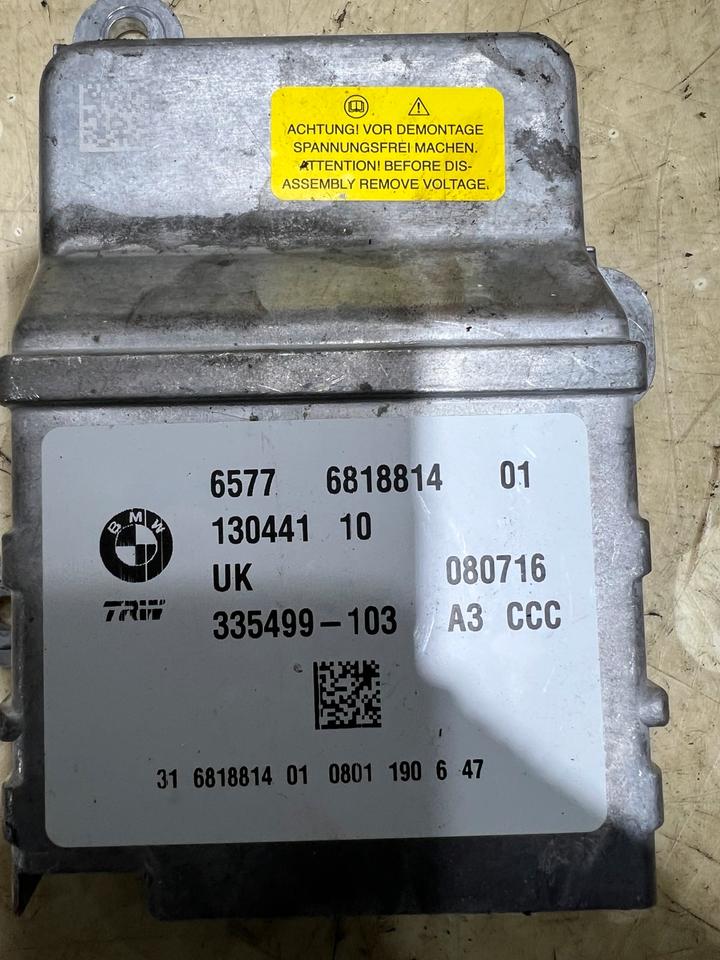 ACHTUNG! VOR DEMONTAGE
SPANNUNGSFREI MACHEN.
ATTENTION! BEFORE DIS-
ASSEMBLY REMOVE VOLTAGE.
6577 6818814 01
BMW
130441 10
UK 080716
TRW
335499-103 A3 CCC
31 6818814 01 0801 190 6 47